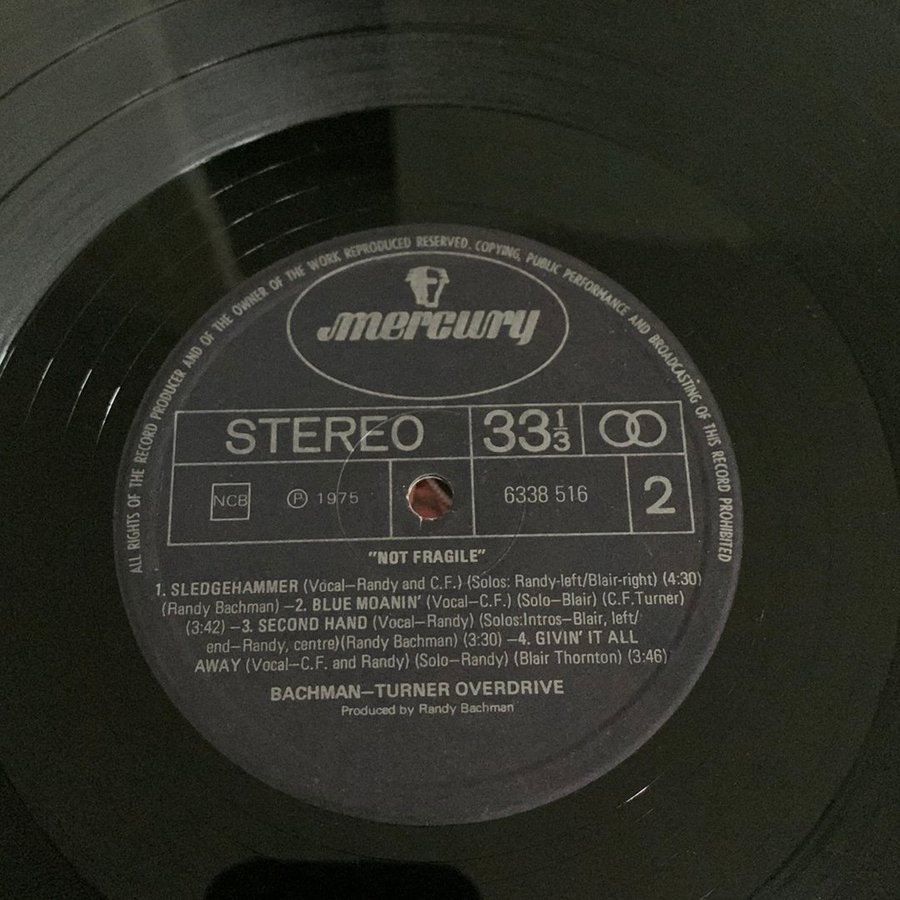 ALL RIGHTS OF THE RECORD PRODUCER AND OF THE OWNER OF THE WORK REPRODUCED RESERVED. COPYING, PUBLIC PERFORMANCE AND BROADCASTING OF THIS RECORD PROHIBITED
mercury
STEREO 33⅓
NCB ℗ 1975 6338 516 2
"NOT FRAGILE"
1. SLEDGEHAMMER (Vocal—Randy and C.F.) (Solos: Randy-left/Blair-right) (4:30)
(Randy Bachman) —2. BLUE MOANIN' (Vocal—C.F.) (Solo—Blair) (C.F.Turner)
(3:42) —3. SECOND HAND (Vocal—Randy) (Solos:Intros—Blair, left/
end—Randy, centre)(Randy Bachman) (3:30) —4. GIVIN' IT ALL
AWAY (Vocal—C.F. and Randy) (Solo—Randy) (Blair Thornton) (3:46)
BACHMAN—TURNER OVERDRIVE
Produced by Randy Bachman